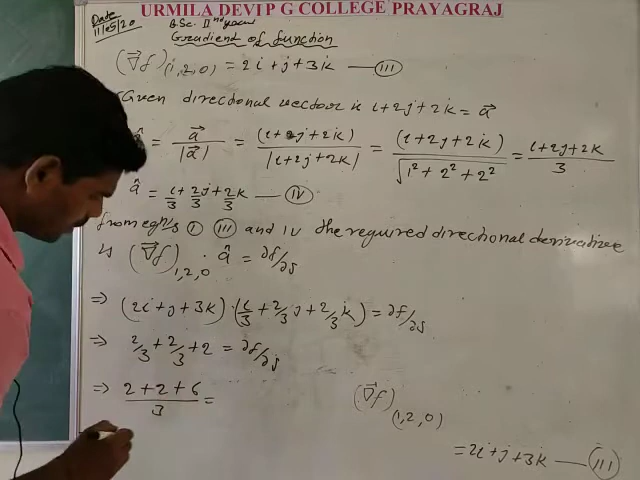 URMILA DEVI P G COLLEGE PRAYAGRAJ
Date 11/05/20
B.Sc. IInd year
Gradient of function
(∇⃗f)(1,2,0) = 2i+j+3k — III
Given directional vector is i+2j+2k = a⃗
â = a⃗/|a⃗| = (i+2j+2k)/|i+2j+2k| = (i+2j+2k)/√1²+2²+2² = i+2j+2k/3
â = i/3 + 2/3 j + 2/3 k — IV
from eqn's I III and IV the required directional derivative
is (∇⃗f)1,2,0 · â = ∂f/∂s
⇒ (2i+j+3k)·(i/3 + 2/3 j + 2/3 k) = ∂f/∂s
⇒ 2/3 + 2/3 + 2 = ∂f/∂s
⇒ 2+2+6/3 =
(∇⃗f)(1,2,0)
= 2i+j+3k — III